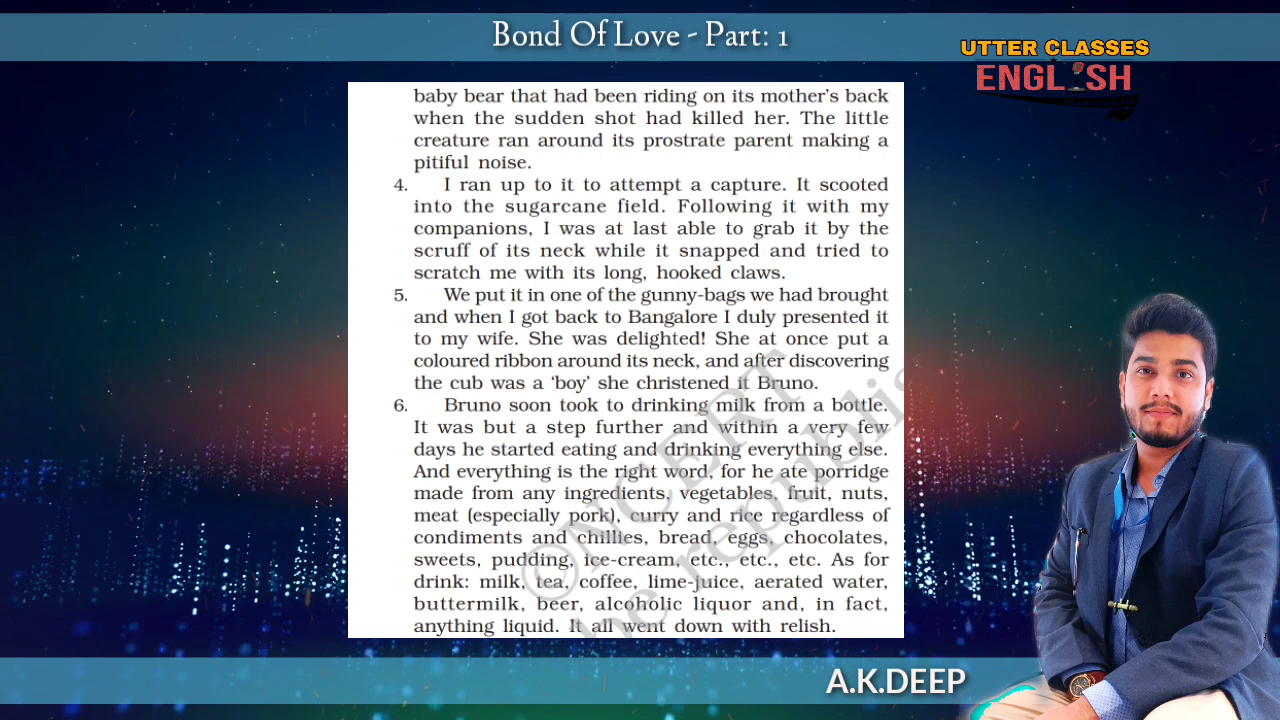 Bond Of Love - Part: 1
UTTER CLASSES
ENGLISH
baby bear that had been riding on its mother's back
when the sudden shot had killed her. The little
creature ran around its prostrate parent making a
pitiful noise.
4. I ran up to it to attempt a capture. It scooted
into the sugarcane field. Following it with my
companions, I was at last able to grab it by the
scruff of its neck while it snapped and tried to
scratch me with its long, hooked claws.
5. We put it in one of the gunny-bags we had brought
and when I got back to Bangalore I duly presented it
to my wife. She was delighted! She at once put a
coloured ribbon around its neck, and after discovering
the cub was a ‘boy’ she christened it Bruno.
6. Bruno soon took to drinking milk from a bottle.
It was but a step further and within a very few
days he started eating and drinking everything else.
And everything is the right word, for he ate porridge
made from any ingredients, vegetables, fruit, nuts,
meat (especially pork), curry and rice regardless of
condiments and chillies, bread, eggs, chocolates,
sweets, pudding, ice-cream, etc., etc., etc. As for
drink: milk, tea, coffee, lime-juice, aerated water,
buttermilk, beer, alcoholic liquor and, in fact,
anything liquid. It all went down with relish.
©NCERT
be republis
A.K.DEEP